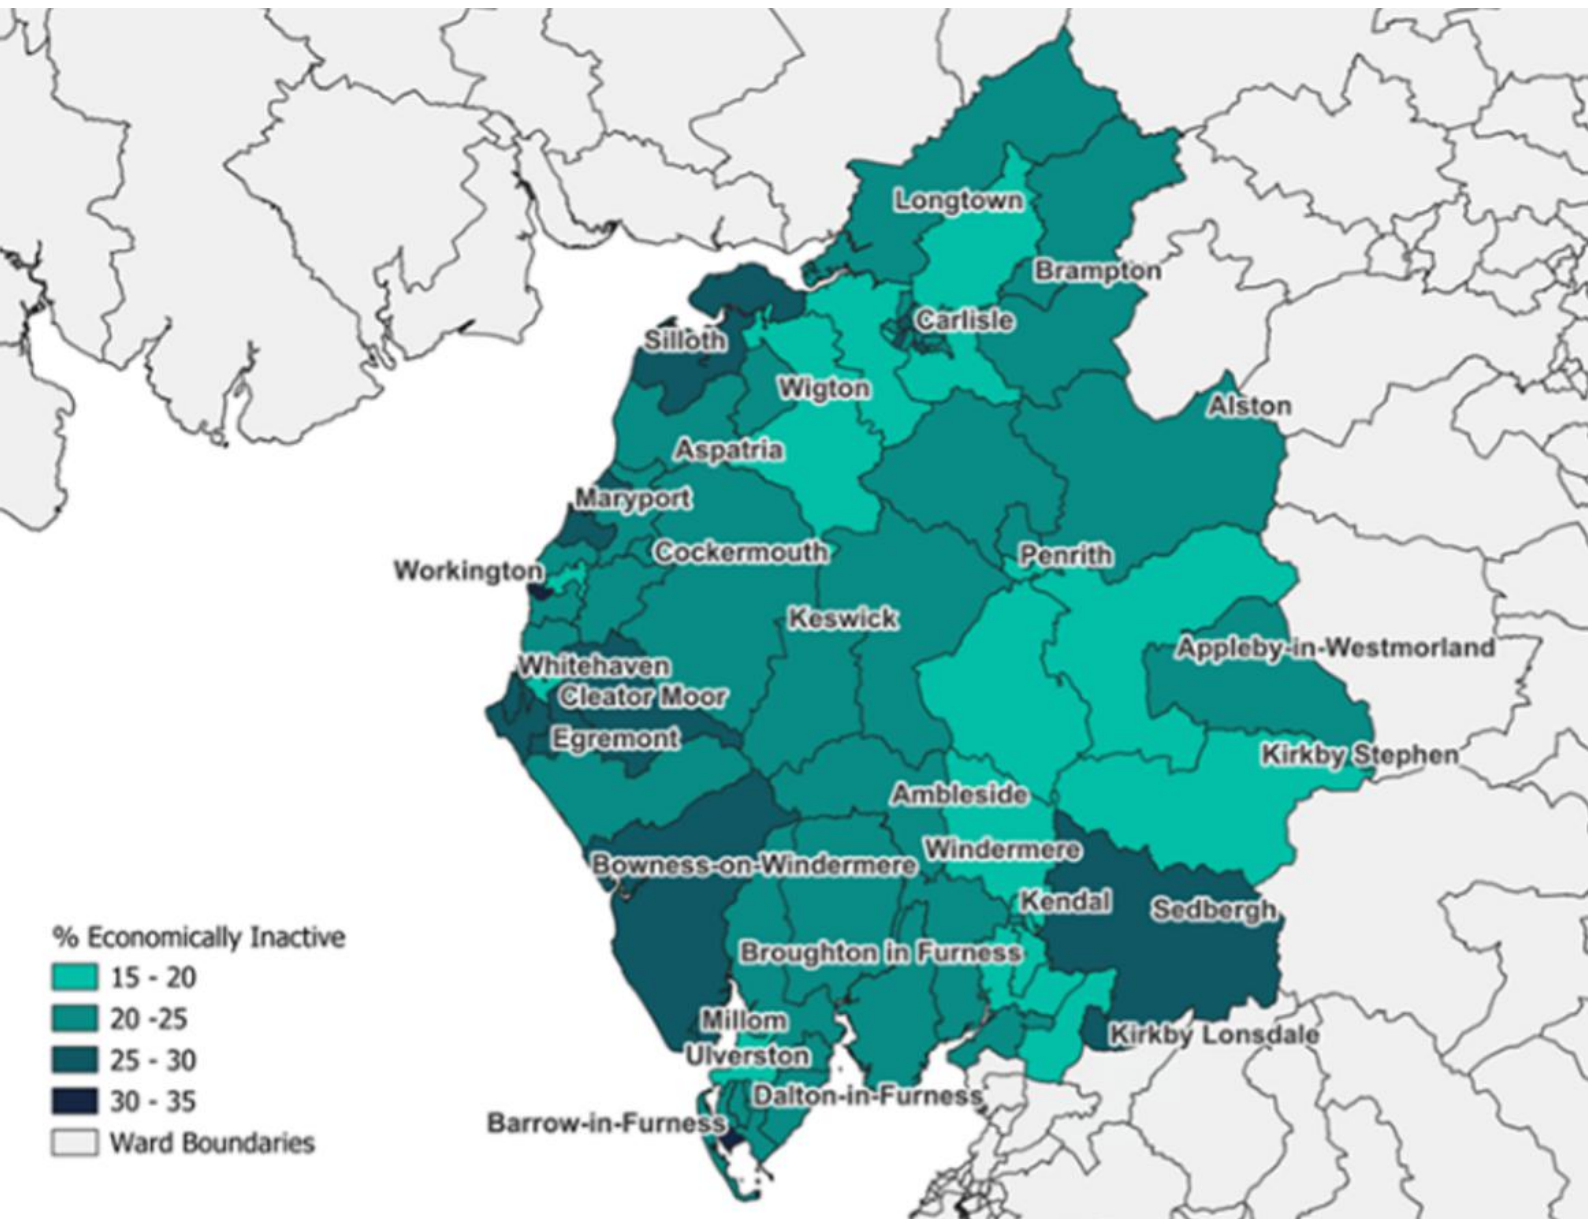 Longtown
Brampton
Carlisle
Silloth
Wigton
Alston
Aspatria
Maryport
Cockermouth
Penrith
Workington
Keswick
Appleby-in-Westmorland
Whitehaven
Cleator Moor
Egremont
Kirkby Stephen
Ambleside
Windermere
Bowness-on-Windermere
Kendal
Sedbergh
Broughton in Furness
Millom
Kirkby Lonsdale
Ulverston
Dalton-in-Furness
Barrow-in-Furness
% Economically Inactive
15 - 20
20 -25
25 - 30
30 - 35
Ward Boundaries